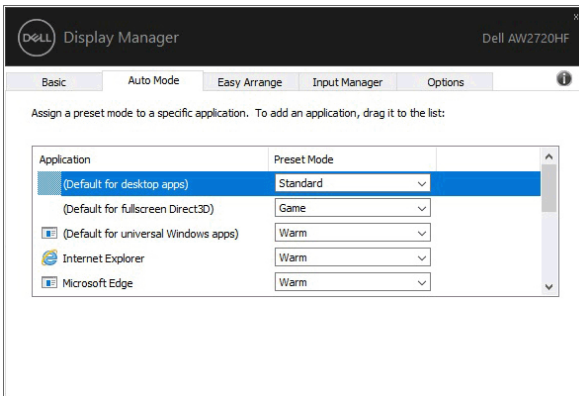 DELL Display Manager Dell AW2720HF
Basic Auto Mode Easy Arrange Input Manager Options
Assign a preset mode to a specific application. To add an application, drag it to the list:
Application Preset Mode
(Default for desktop apps) Standard
(Default for fullscreen Direct3D) Game
(Default for universal Windows apps) Warm
Internet Explorer Warm
Microsoft Edge Warm